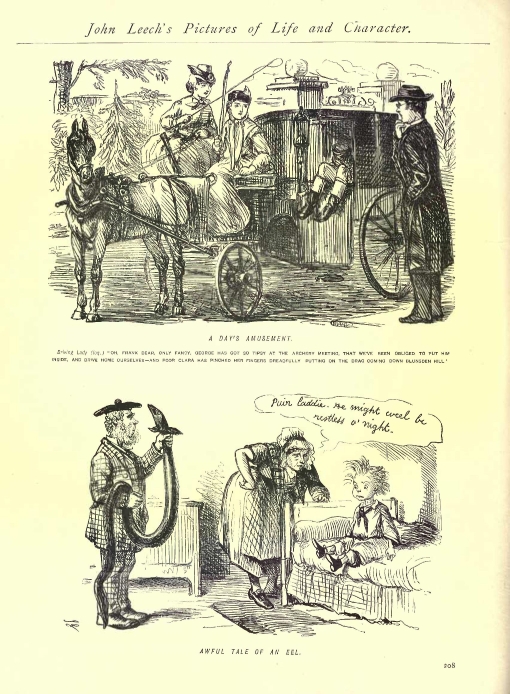 John Leech's Pictures of Life and Character.
A DAY'S AMUSEMENT.
Driving Lady (log.) "OH, FRANK DEAR, ONLY FANCY, GEORGE HAS GOT SO TIPSY AT THE ARCHERY MEETING, THAT WE'VE BEEN OBLIGED TO PUT HIM
INSIDE, AND DRIVE HOME OURSELVES—AND POOR CLARA HAS PINCHED HER FINGERS DREADFULLY PUTTING ON THE DRAG COMING DOWN BLUNSDEN HILL"
Puir laddie. He might weel be
restless o' night.
AWFUL TALE OF AN EEL.
208